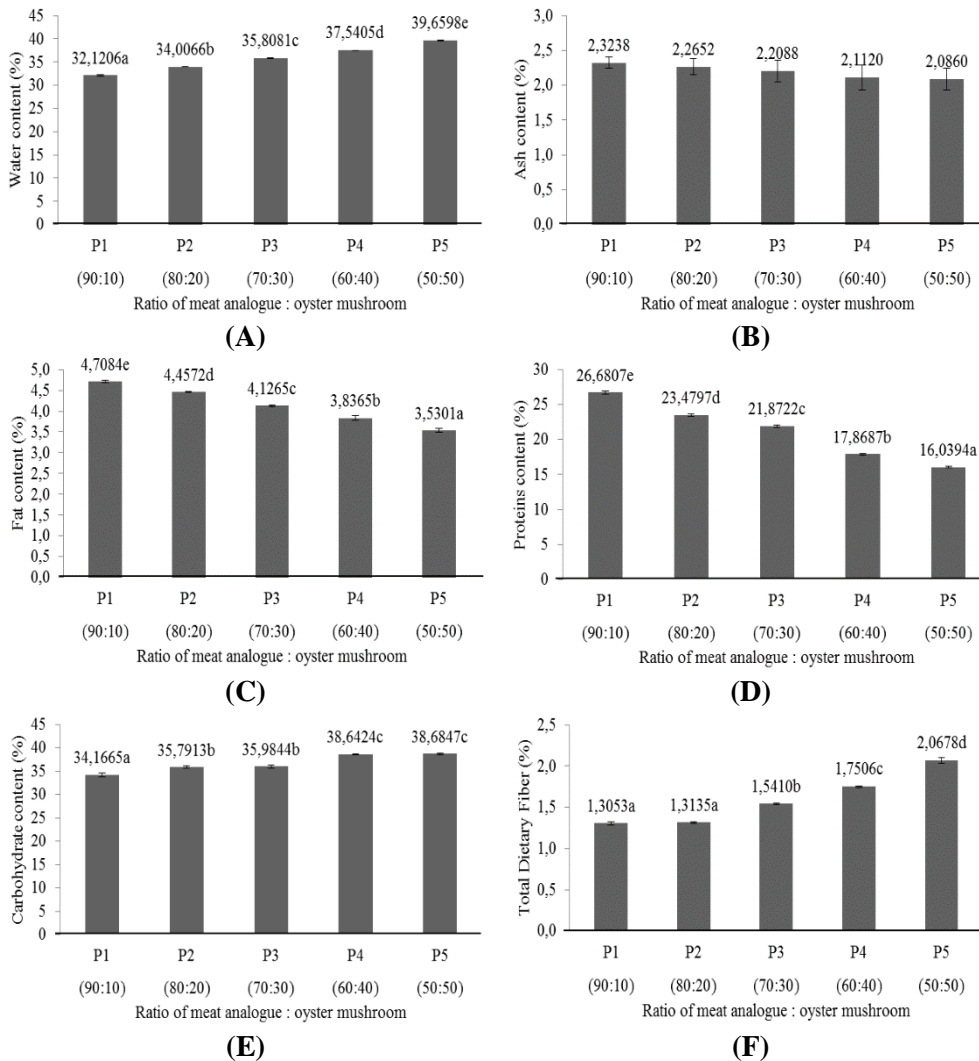 45
40
35
30
25
20
15
10
5
0
Water content (%)
32,1206a
34,0066b
35,8081c
37,5405d
39,6598e
P1 P2 P3 P4 P5
(90:10) (80:20) (70:30) (60:40) (50:50)
Ratio of meat analogue : oyster mushroom
(A)
3,0
2,5
2,0
1,5
1,0
0,5
0,0
Ash content (%)
2,3238
2,2652
2,2088
2,1120
2,0860
P1 P2 P3 P4 P5
(90:10) (80:20) (70:30) (60:40) (50:50)
Ratio of meat analogue : oyster mushroom
(B)
5,0
4,5
4,0
3,5
3,0
2,5
2,0
1,5
1,0
0,5
0,0
Fat content (%)
4,7084e
4,4572d
4,1265c
3,8365b
3,5301a
P1 P2 P3 P4 P5
(90:10) (80:20) (70:30) (60:40) (50:50)
Ratio of meat analogue : oyster mushroom
(C)
30
25
20
15
10
5
0
Proteins content (%)
26,6807e
23,4797d
21,8722c
17,8687b
16,0394a
P1 P2 P3 P4 P5
(90:10) (80:20) (70:30) (60:40) (50:50)
Ratio of meat analogue : oyster mushroom
(D)
45
40
35
30
25
20
15
10
5
0
Carbohydrate content (%)
34,1665a
35,7913b
35,9844b
38,6424c
38,6847c
P1 P2 P3 P4 P5
(90:10) (80:20) (70:30) (60:40) (50:50)
Ratio of meat analogue : oyster mushroom
(E)
2,5
2,0
1,5
1,0
0,5
0,0
Total Dietary Fiber (%)
1,3053a
1,3135a
1,5410b
1,7506c
2,0678d
P1 P2 P3 P4 P5
(90:10) (80:20) (70:30) (60:40) (50:50)
Ratio of meat analogue : oyster mushroom
(F)